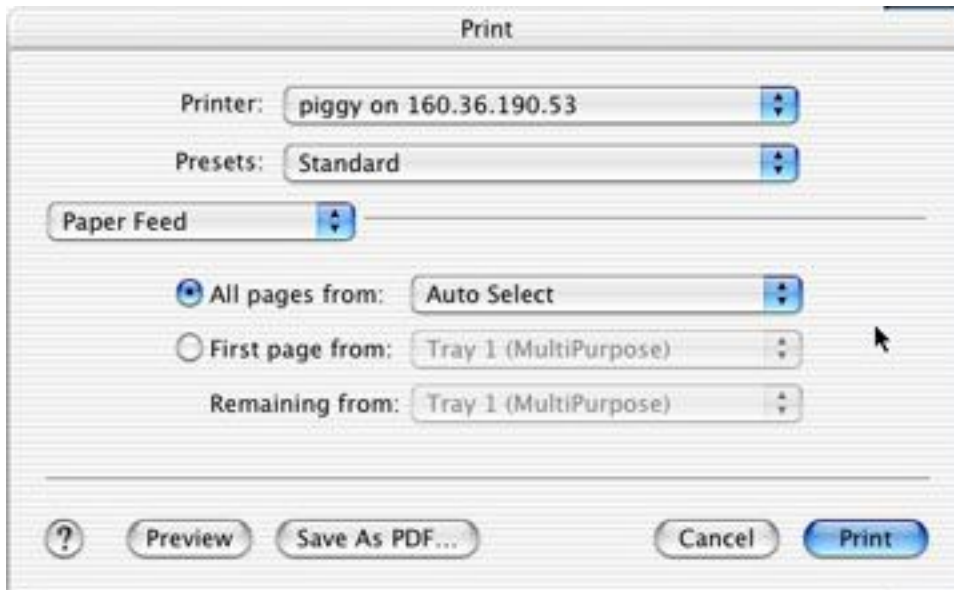 Print
Printer: piggy on 160.36.190.53
Presets: Standard
Paper Feed
All pages from: Auto Select
First page from: Tray 1 (MultiPurpose)
Remaining from: Tray 1 (MultiPurpose)
? Preview Save As PDF... Cancel Print